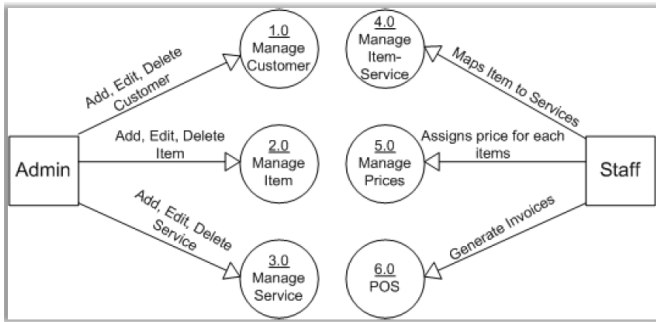 Admin
Add, Edit, Delete
Customer
Add, Edit, Delete
Item
Add, Edit, Delete
Service
1.0
Manage
Customer
2.0
Manage
Item
3.0
Manage
Service
4.0
Manage
Item-
Service
5.0
Manage
Prices
6.0
POS
Maps Item to Services
Assigns price for each
items
Generate Invoices
Staff